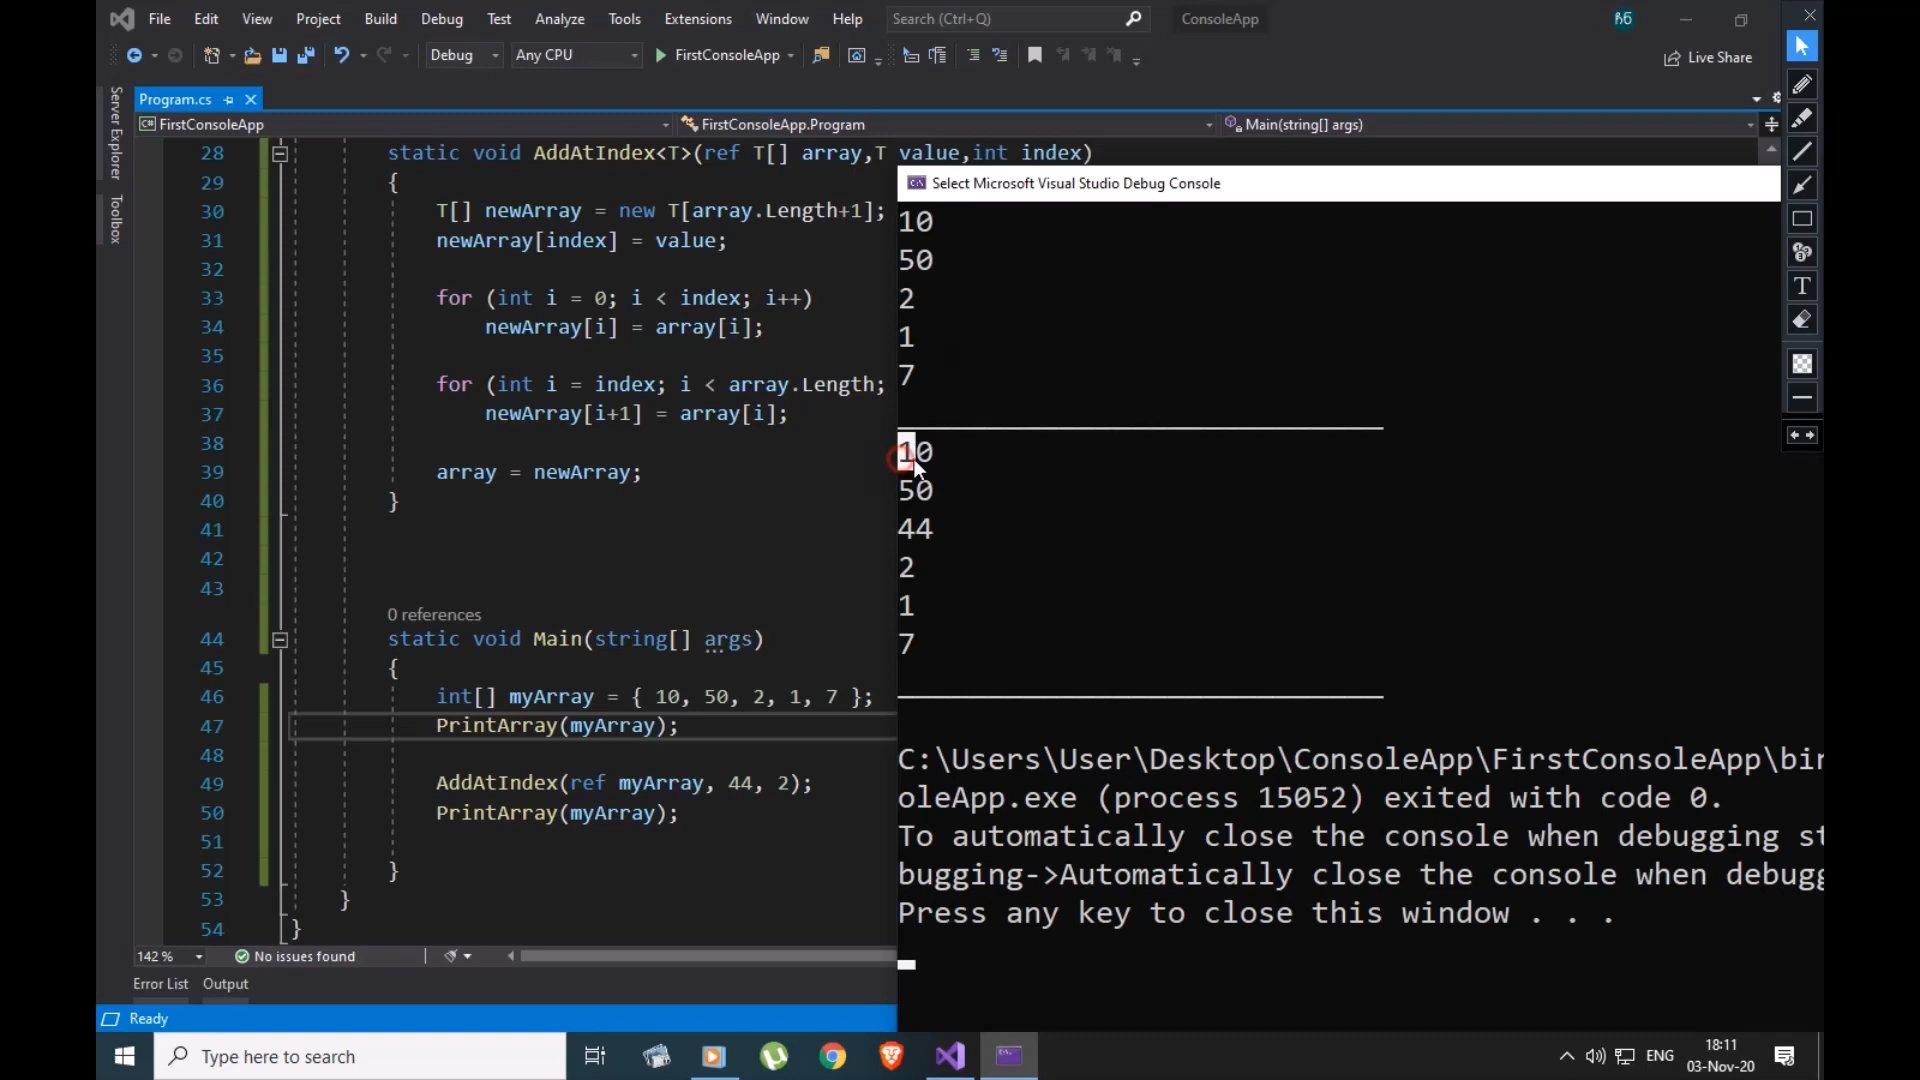 File Edit View Project Build Debug Test Analyze Tools Extensions Window Help Search (Ctrl+Q) ConsoleApp
Debug Any CPU FirstConsoleApp Live Share
Server Explorer
Toolbox
Program.cs
FirstConsoleApp FirstConsoleApp.Program Main(string[] args)
28 static void AddAtIndex<T>(ref T[] array,T value,int index)
29 {
30 T[] newArray = new T[array.Length+1];
31 newArray[index] = value;
32
33 for (int i = 0; i < index; i++)
34 newArray[i] = array[i];
35
36 for (int i = index; i < array.Length;
37 newArray[i+1] = array[i];
38
39 array = newArray;
40 }
41
42
43
0 references
44 static void Main(string[] args)
45 {
46 int[] myArray = { 10, 50, 2, 1, 7 };
47 PrintArray(myArray);
48
49 AddAtIndex(ref myArray, 44, 2);
50 PrintArray(myArray);
51
52 }
53 }
54 }
142 % No issues found
Error List Output
Ready
Select Microsoft Visual Studio Debug Console
10
50
2
1
7
10
50
44
2
1
7
C:\Users\User\Desktop\ConsoleApp\FirstConsoleApp\bin
oleApp.exe (process 15052) exited with code 0.
To automatically close the console when debugging st
bugging->Automatically close the console when debugg
Press any key to close this window . . .
Type here to search
ENG
18:11
03-Nov-20